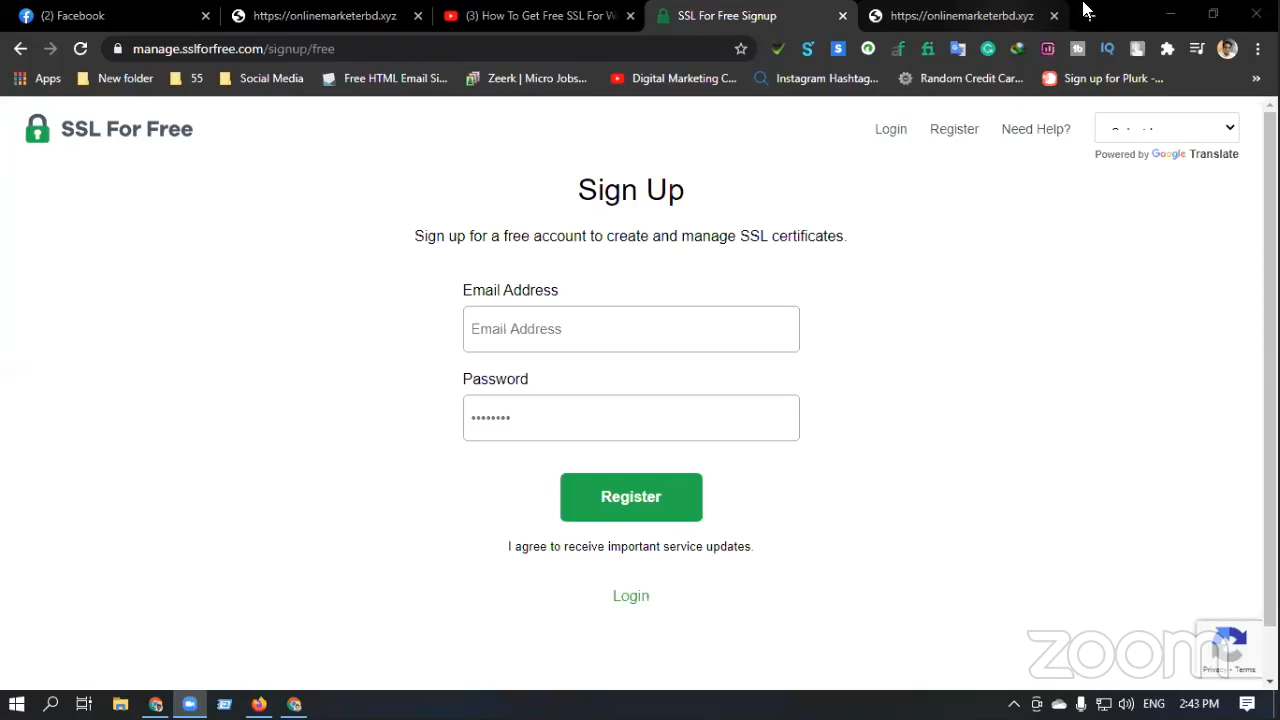 (2) Facebook
https://onlinemarketerbd.xyz
(3) How To Get Free SSL For W
SSL For Free Signup
https://onlinemarketerbd.xyz
manage.sslforfree.com/signup/free
Apps
New folder
55
Social Media
Free HTML Email Si...
Zeerk | Micro Jobs...
Digital Marketing C...
Instagram Hashtag...
Random Credit Car...
Sign up for Plurk -...
»
SSL For Free
Login
Register
Need Help?
Powered by Google Translate
Sign Up
Sign up for a free account to create and manage SSL certificates.
Email Address
Email Address
Password
••••••••
Register
I agree to receive important service updates.
Login
zoom
Privacy - Terms
ENG
2:43 PM